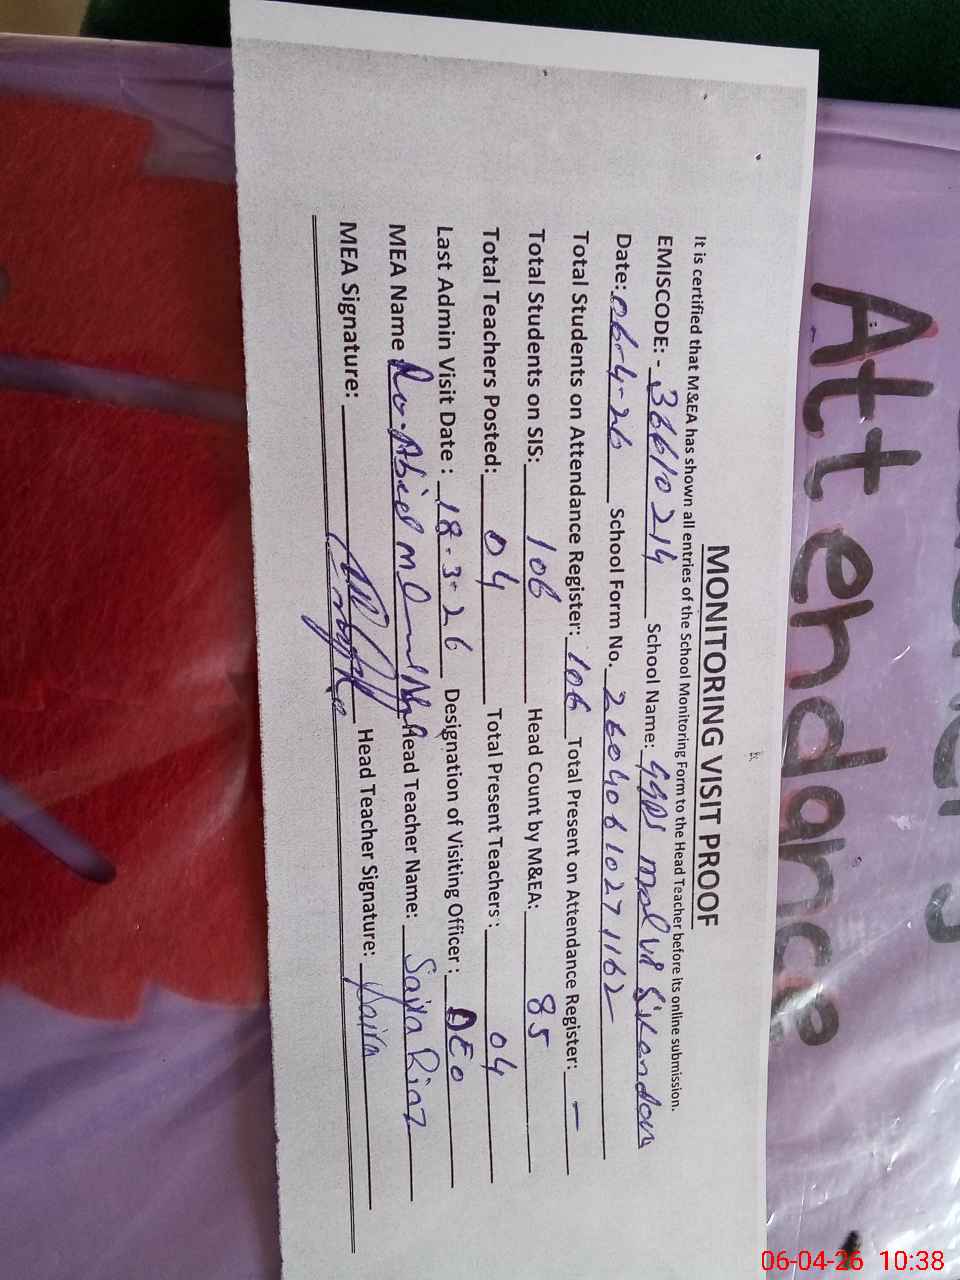 Attendance
MONITORING VISIT PROOF
It is certified that M&EA has shown all entries of the School Monitoring Form to the Head Teacher before its online submission.
EMISCODE: - 36610214 School Name: GGPS Malve Sikandar
Date: 06-4-26 School Form No. 26040610271162
Total Students on Attendance Register: 106 Total Present on Attendance Register: -
Total Students on SIS: 106 Head Count by M&EA: 85
Total Teachers Posted: 04 Total Present Teachers: 04
Last Admin Visit Date: 18.3.26 Designation of Visiting Officer: DEO
MEA Name Head Teacher Name: Saira Riaz
MEA Signature: Head Teacher Signature: Saira
06-04-26 10:38